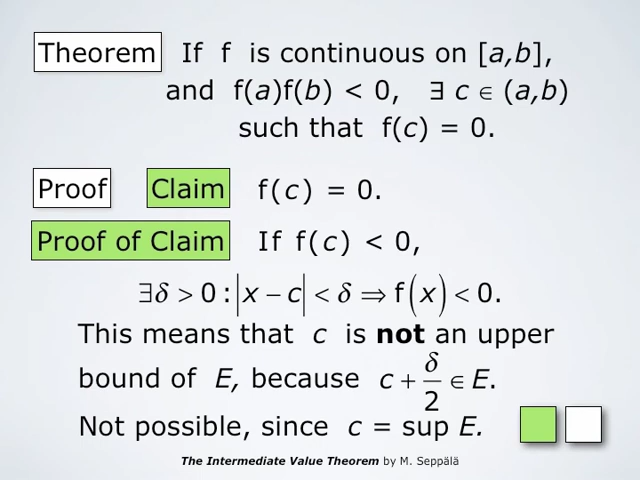 Theorem If f is continuous on [a,b],
and f(a)f(b) < 0, ∃ c ∈ (a,b)
such that f(c) = 0.
Proof Claim f(c) = 0.
Proof of Claim If f(c) < 0,
∃δ > 0 : |x − c| < δ ⇒ f(x) < 0.
This means that c is not an upper
bound of E, because c + δ/2 ∈ E.
Not possible, since c = sup E.
The Intermediate Value Theorem by M. Seppälä